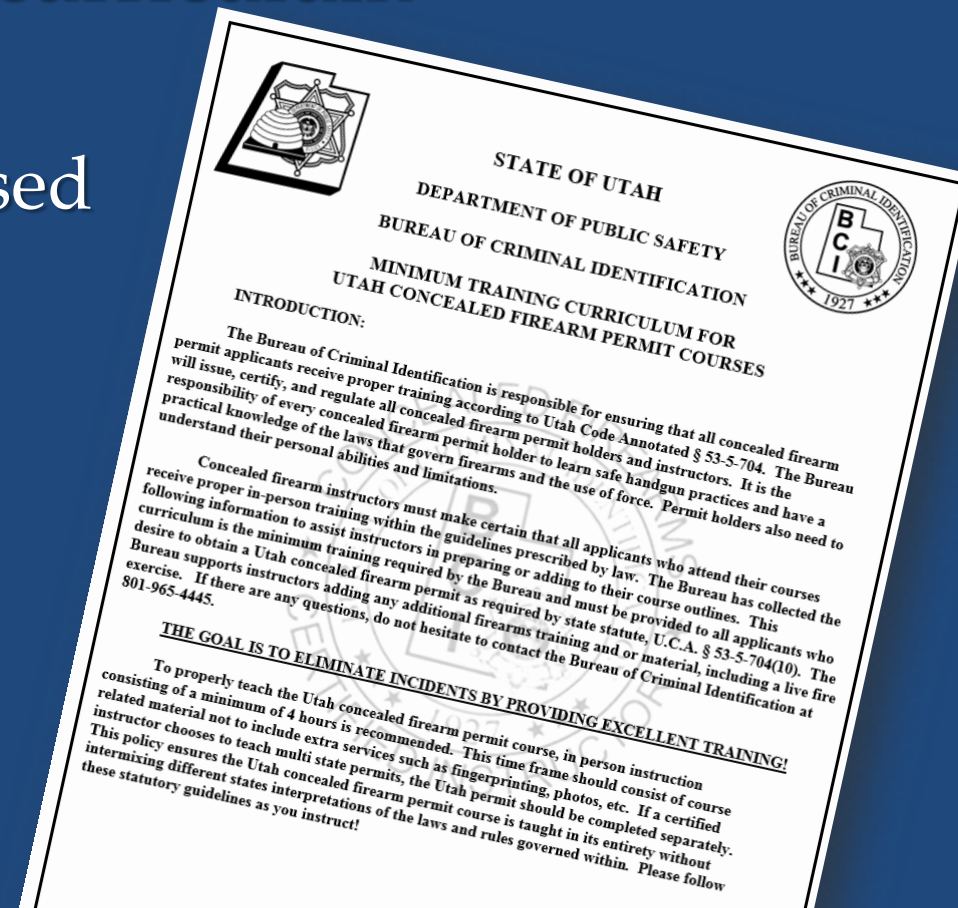 sed
STATE OF UTAH
DEPARTMENT OF PUBLIC SAFETY
BUREAU OF CRIMINAL IDENTIFICATION
MINIMUM TRAINING CURRICULUM FOR
UTAH CONCEALED FIREARM PERMIT COURSES
BUREAU OF CRIMINAL IDENTIFICATION
B
C
I
1927
INTRODUCTION:
The Bureau of Criminal Identification is responsible for ensuring that all concealed firearm
permit applicants receive proper training according to Utah Code Annotated § 53-5-704. The Bureau
will issue, certify, and regulate all concealed firearm permit holders and instructors. It is the
responsibility of every concealed firearm permit holder to learn safe handgun practices and have a
practical knowledge of the laws that govern firearms and the use of force. Permit holders also need to
understand their personal abilities and limitations.
Concealed firearm instructors must make certain that all applicants who attend their courses
receive proper in-person training within the guidelines prescribed by law. The Bureau has collected the
following information to assist instructors in preparing or adding to their course outlines. This
curriculum is the minimum training required by the Bureau and must be provided to all applicants who
desire to obtain a Utah concealed firearm permit as required by state statute, U.C.A. § 53-5-704(10). The
Bureau supports instructors adding any additional firearms training and or material, including a live fire
exercise. If there are any questions, do not hesitate to contact the Bureau of Criminal Identification at
801-965-4445.
THE GOAL IS TO ELIMINATE INCIDENTS BY PROVIDING EXCELLENT TRAINING!
To properly teach the Utah concealed firearm permit course, in person instruction
consisting of a minimum of 4 hours is recommended. This time frame should consist of course
related material not to include extra services such as fingerprinting, photos, etc. If a certified
instructor chooses to teach multi state permits, the Utah permit should be completed separately.
This policy ensures the Utah concealed firearm permit course is taught in its entirety without
intermixing different states interpretations of the laws and rules governed within. Please follow
these statutory guidelines as you instruct!